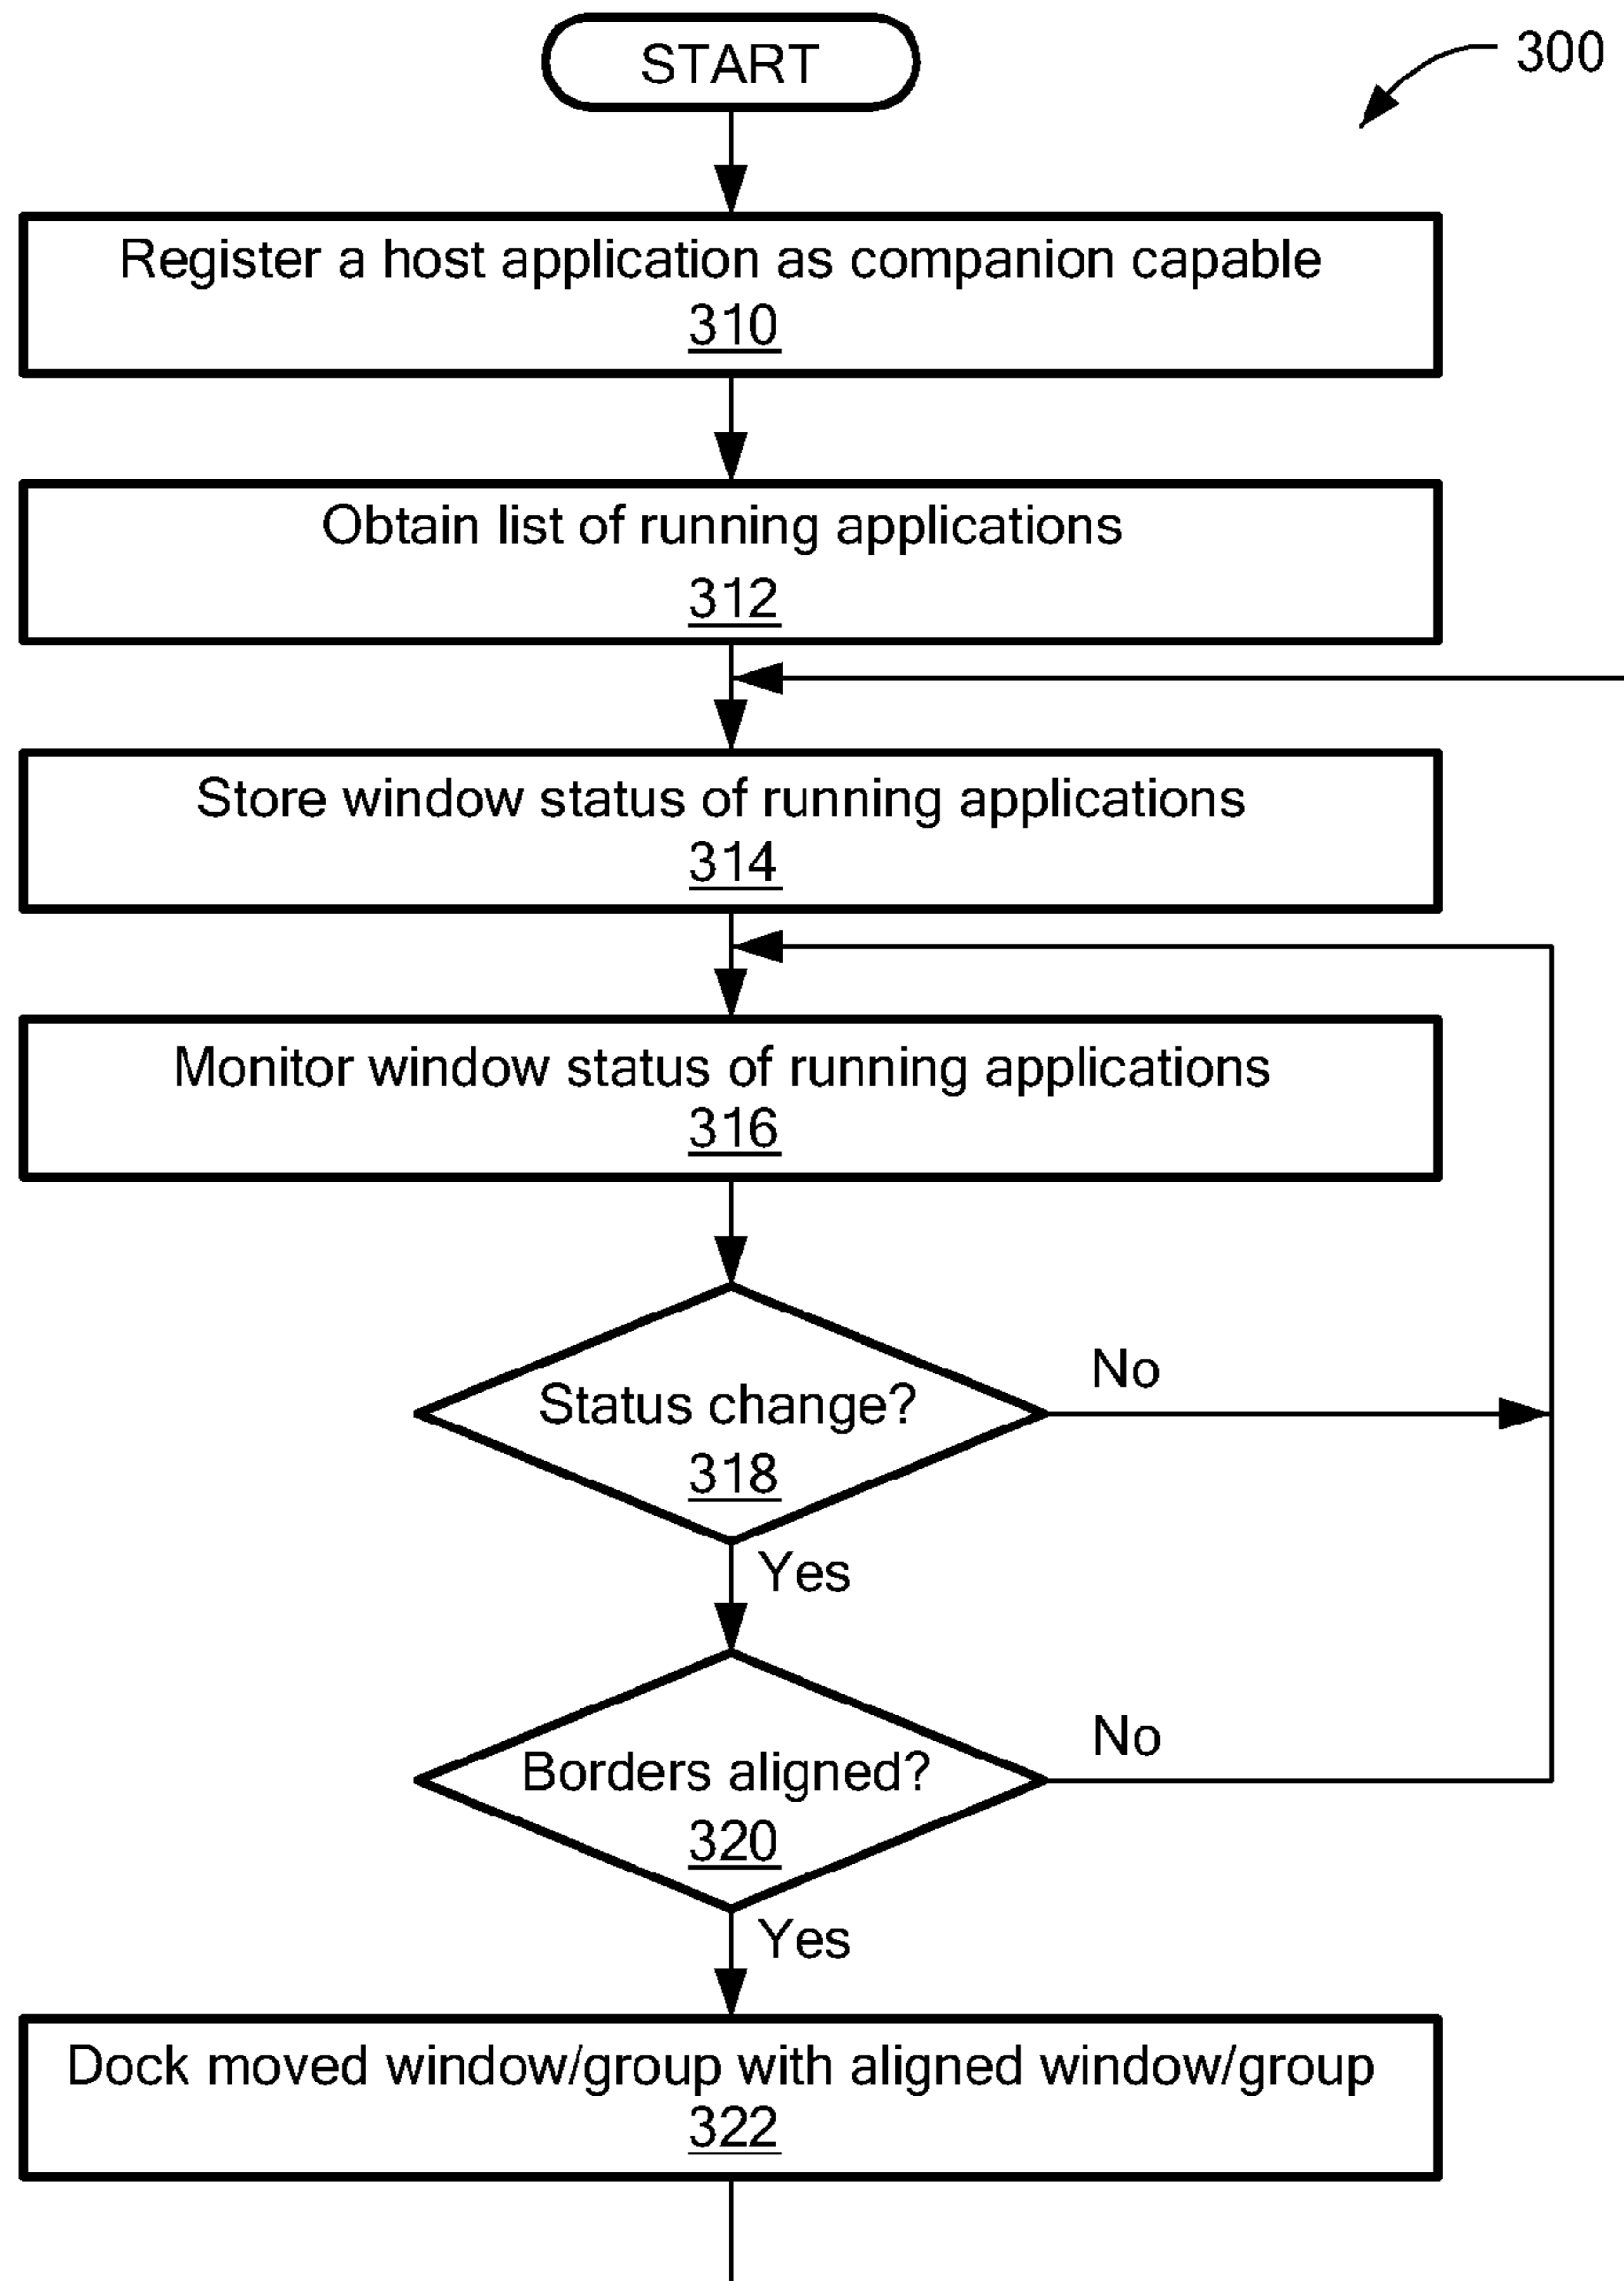 START
300
Register a host application as companion capable
310
Obtain list of running applications
312
Store window status of running applications
314
Monitor window status of running applications
316
No
Status change?
318
Yes
No
Borders aligned?
320
Yes
Dock moved window/group with aligned window/group
322